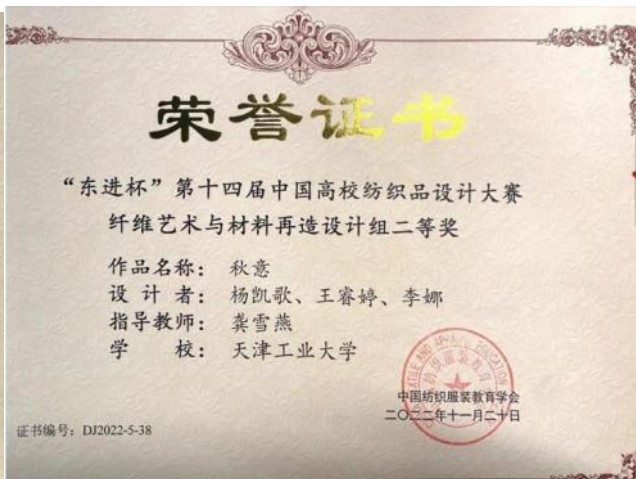 荣誉证书
“东进杯”第十四届中国高校纺织品设计大赛
纤维艺术与材料再造设计组二等奖
作品名称： 秋意
设 计 者： 杨凯歌、王睿婷、李娜
指导教师： 龚雪燕
学 校： 天津工业大学
中国纺织服装教育学会
二〇二二年十一月二十日
证书编号：DJ2022-5-38